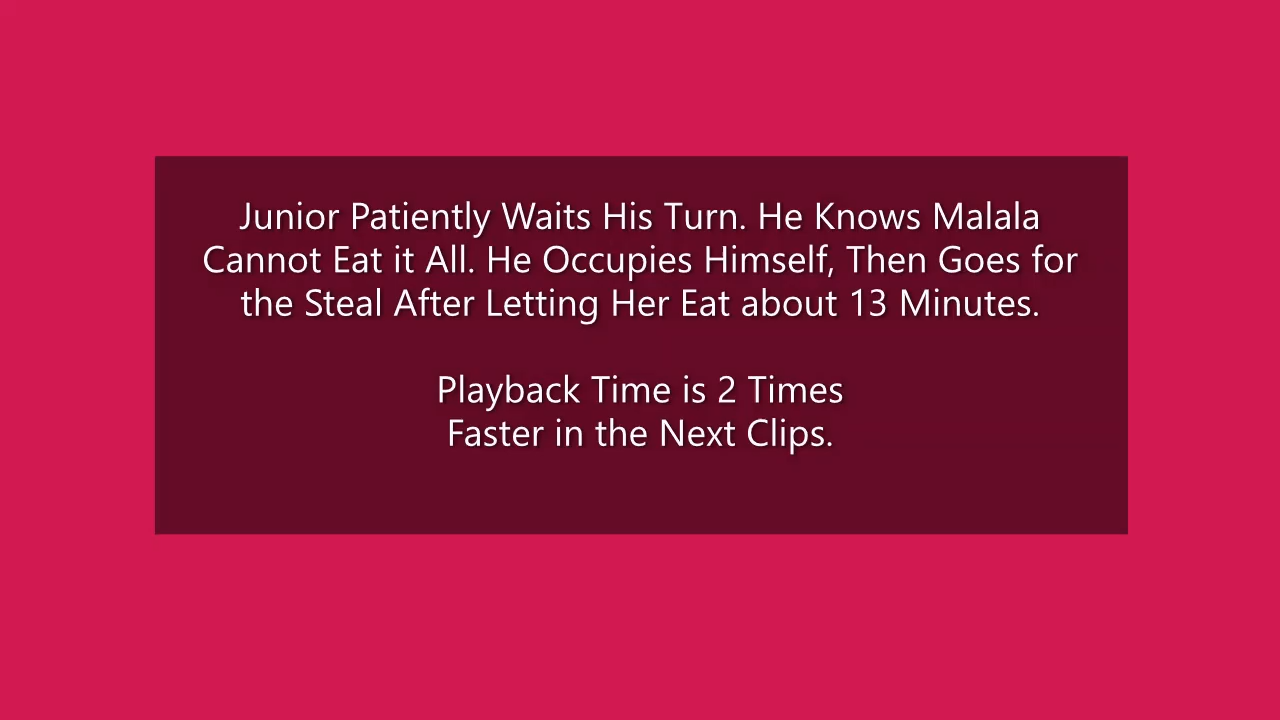 Junior Patiently Waits His Turn. He Knows Malala
Cannot Eat it All. He Occupies Himself, Then Goes for
the Steal After Letting Her Eat about 13 Minutes.
Playback Time is 2 Times
Faster in the Next Clips.